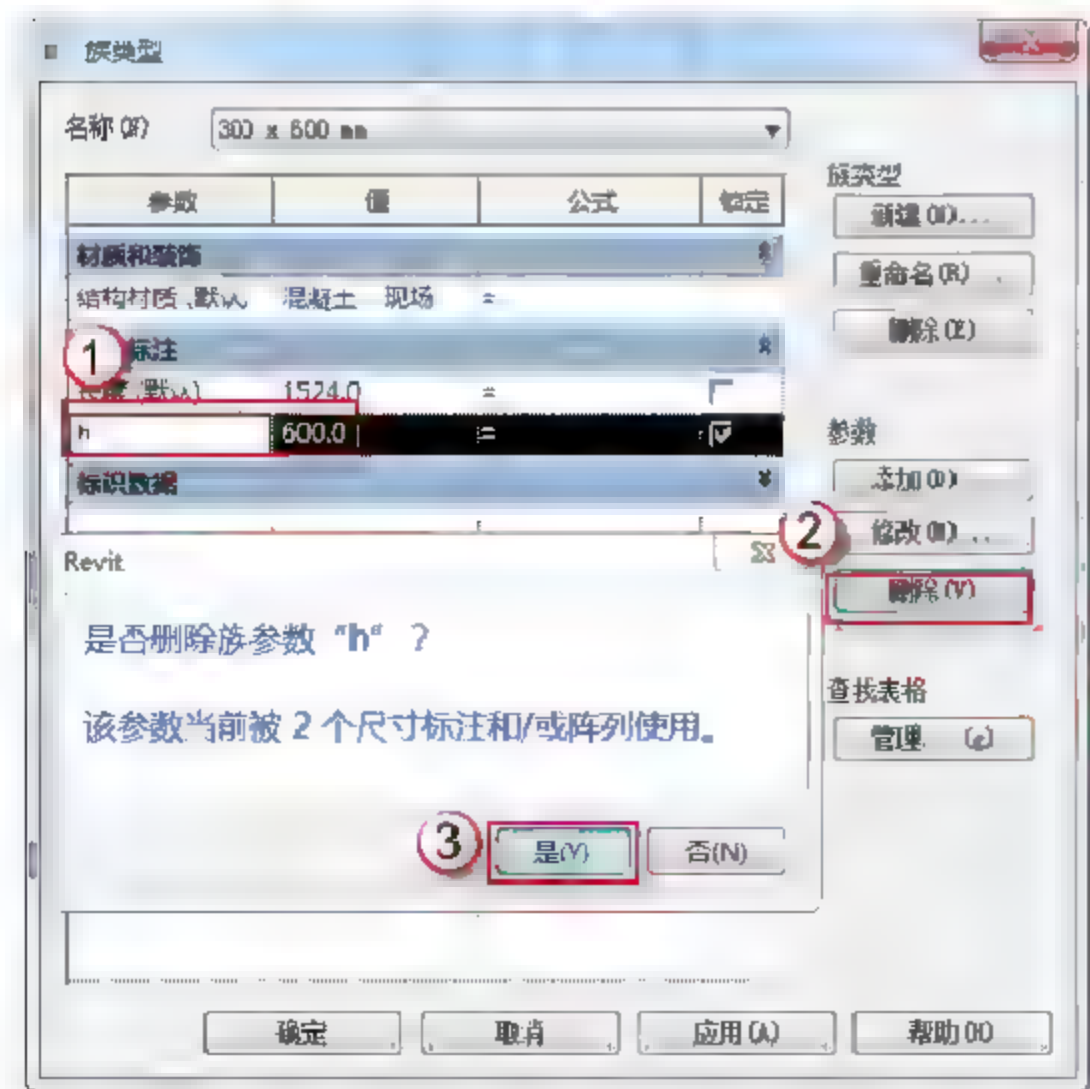 族类型
名称(N)
300 x 600 mm
参数 值 公式 锁定
材质和装饰
结构材质(默认 混凝土 现场 =
标注
长度(默认) 1524.0 =
h 600.0 =
标识数据
族类型
新建(N)...
重命名(R)
删除(E)
参数
添加(D)
修改(M)...
删除(V)
查找表格
管理 (G)
1
2
Revit
是否删除族参数 "h" ?
该参数当前被 2 个尺寸标注和/或阵列使用。
3
是(Y) 否(N)
确定 取消 应用(A) 帮助(H)